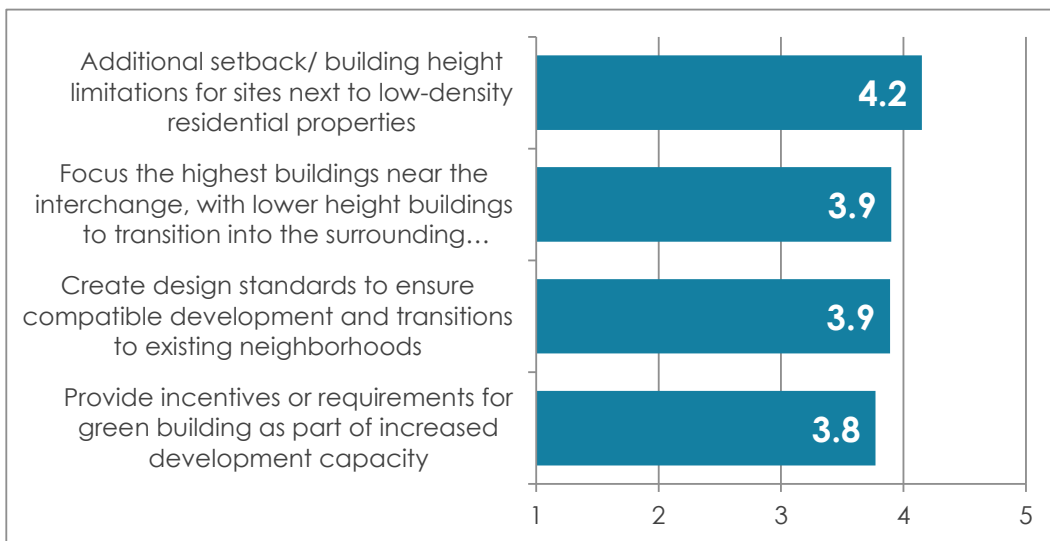 Additional setback/ building height
limitations for sites next to low-density
residential properties
4.2
Focus the highest buildings near the
interchange, with lower height buildings
to transition into the surrounding…
3.9
Create design standards to ensure
compatible development and transitions
to existing neighborhoods
3.9
Provide incentives or requirements for
green building as part of increased
development capacity
3.8
1 2 3 4 5